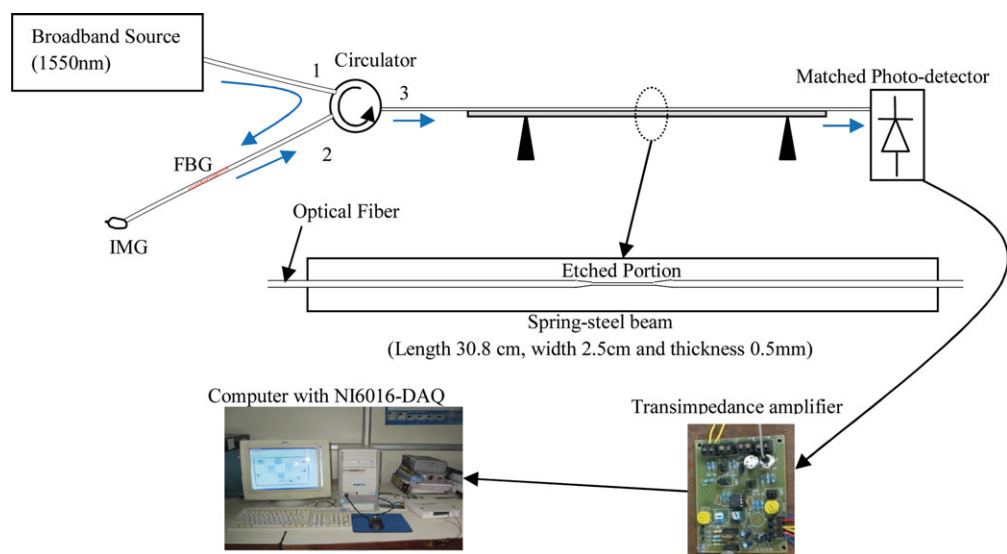 Broadband Source
(1550nm)
Circulator
1
2
3
Matched Photo-detector
FBG
IMG
Optical Fiber
Etched Portion
Spring-steel beam
(Length 30.8 cm, width 2.5cm and thickness 0.5mm)
Computer with NI6016-DAQ
Transimpedance amplifier